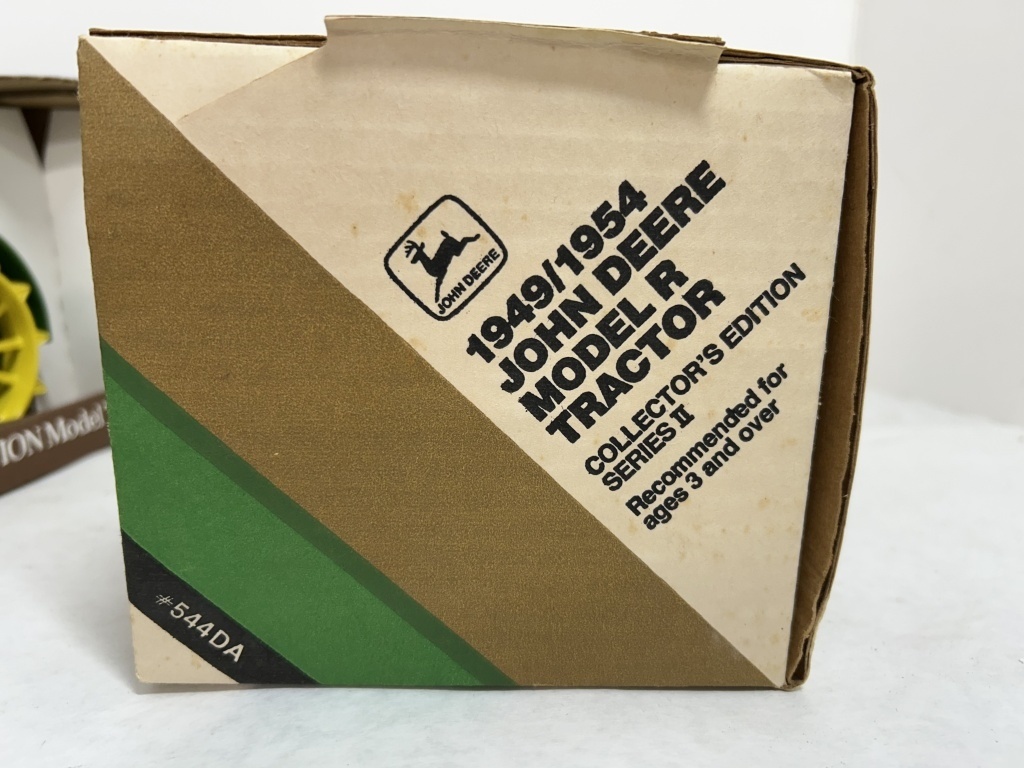 JOHN DEERE
1949/1954
JOHN DEERE
MODEL R
TRACTOR
COLLECTOR'S EDITION
SERIES II
Recommended for
ages 3 and over
#544DA
ION Model